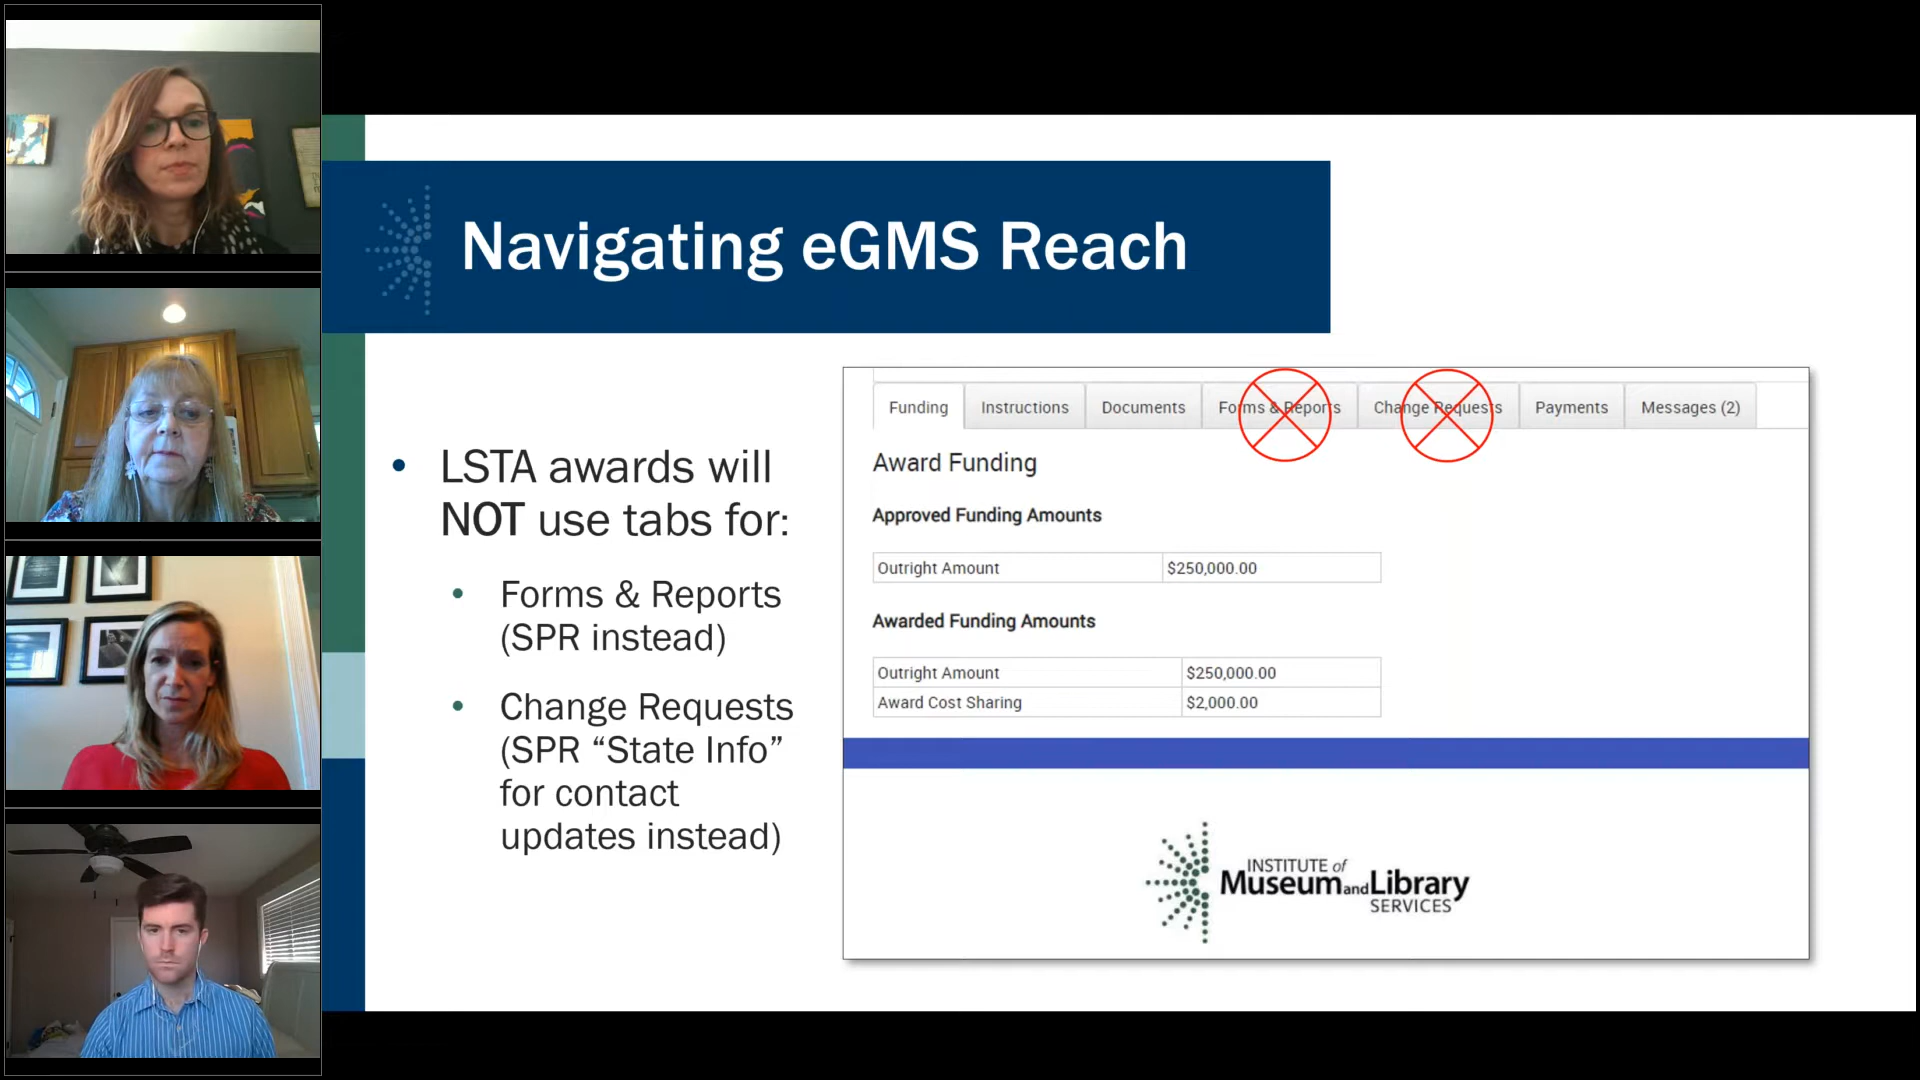 Navigating eGMS Reach
• LSTA awards will
NOT use tabs for:
• Forms & Reports
(SPR instead)
• Change Requests
(SPR “State Info”
for contact
updates instead)
Funding Instructions Documents Forms & Reports Change Requests Payments Messages (2)
Award Funding
Approved Funding Amounts
Outright Amount $250,000.00
Awarded Funding Amounts
Outright Amount $250,000.00
Award Cost Sharing $2,000.00
INSTITUTE of
Museum and Library
SERVICES